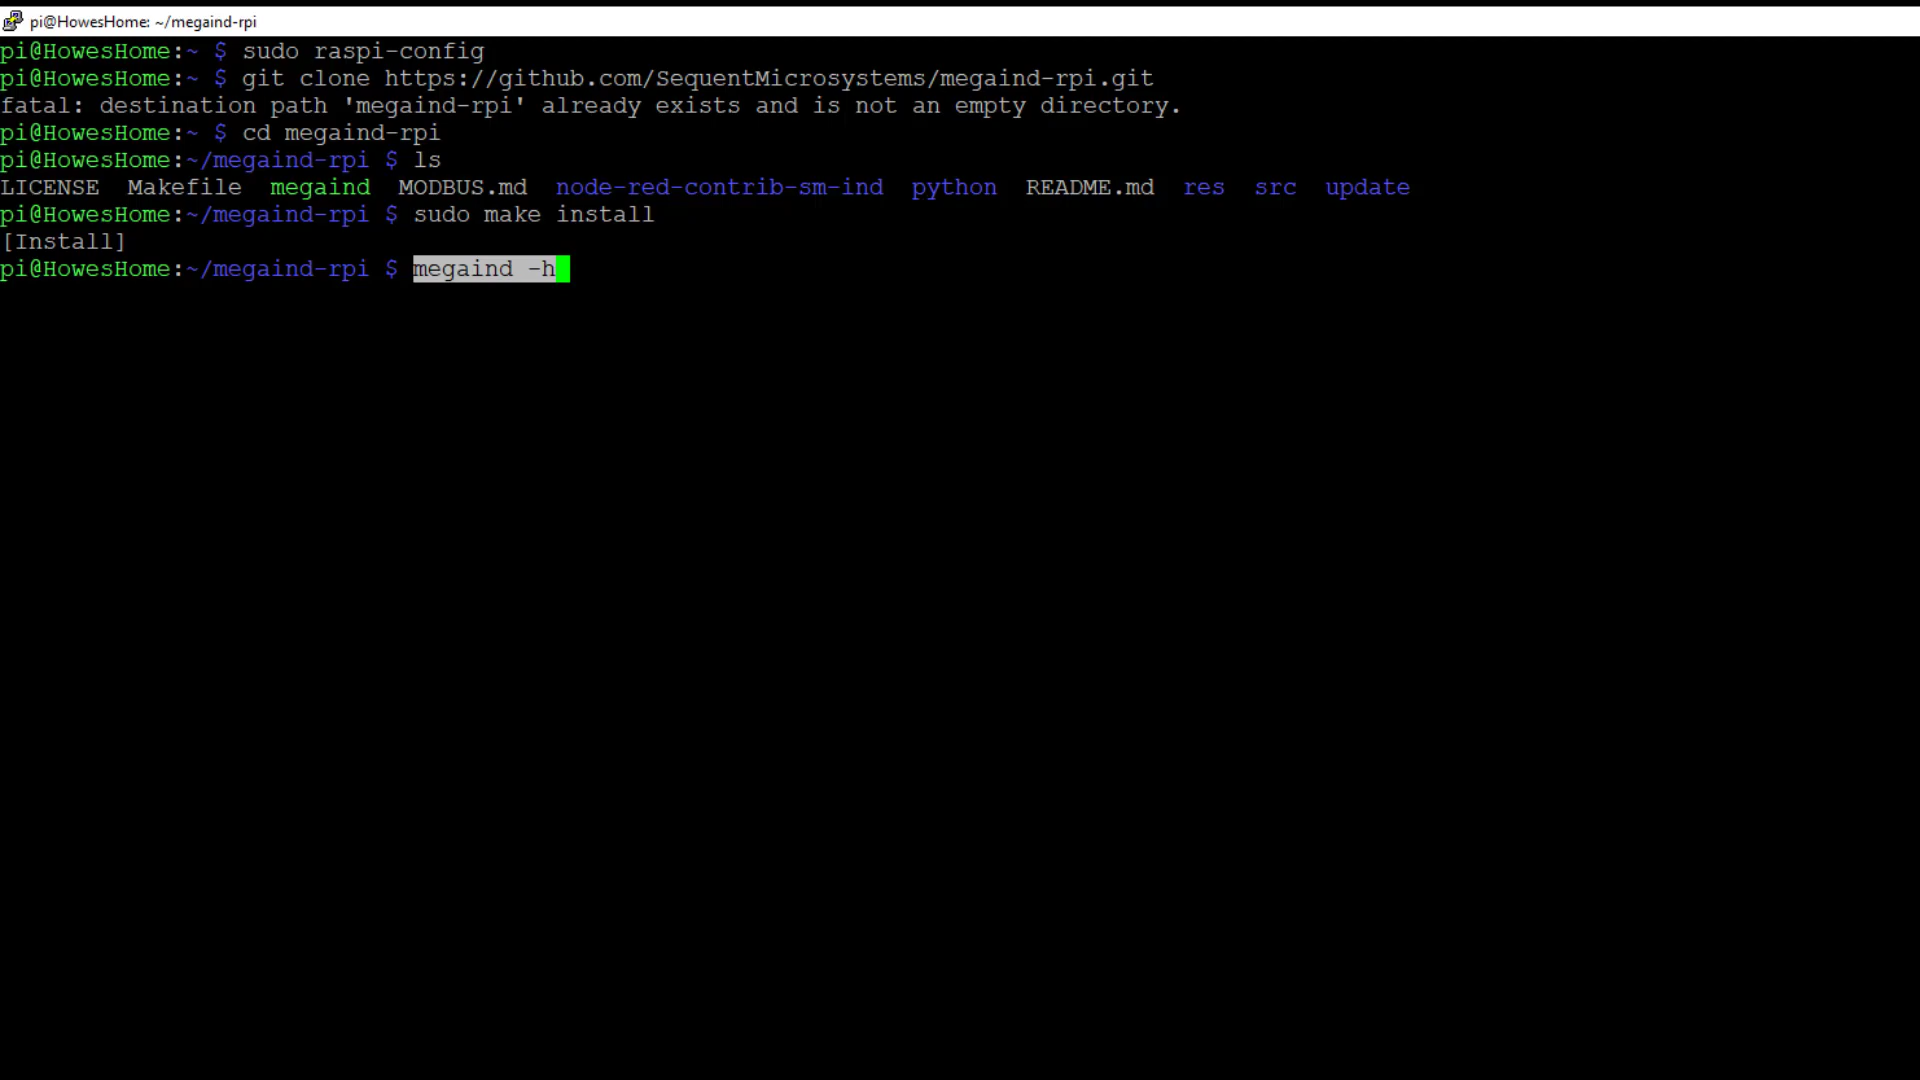 pi@HowesHome: ~/megaind-rpi
pi@HowesHome:~ $ sudo raspi-config
pi@HowesHome:~ $ git clone https://github.com/SequentMicrosystems/megaind-rpi.git
fatal: destination path 'megaind-rpi' already exists and is not an empty directory.
pi@HowesHome:~ $ cd megaind-rpi
pi@HowesHome:~/megaind-rpi $ ls
LICENSE  Makefile  megaind  MODBUS.md  node-red-contrib-sm-ind  python  README.md  res  src  update
pi@HowesHome:~/megaind-rpi $ sudo make install
[Install]
pi@HowesHome:~/megaind-rpi $ megaind -h